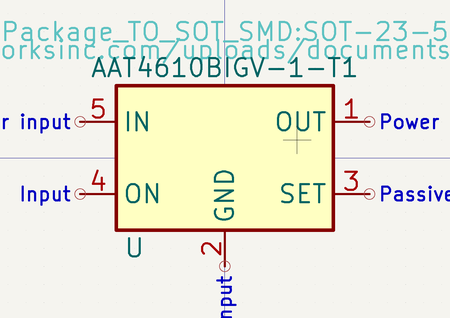 Package_TO_SOT_SMD:SOT-23-5
orksinc.com/uploads/documents
AAT4610BIGV-1-T1
r input 5 IN OUT 1 Power
Input 4 ON GND SET 3 Passive
U 2
nput